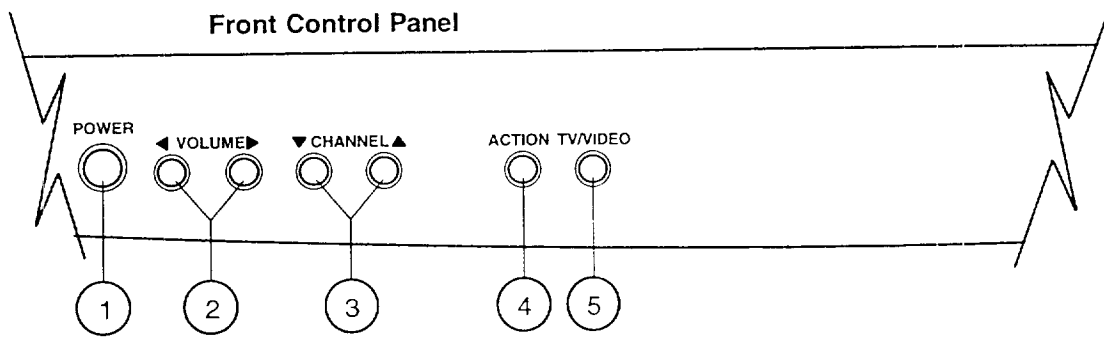 Front Control Panel
POWER
◀ VOLUME▶
▼CHANNEL▲
ACTION TV/VIDEO
1 2 3 4 5